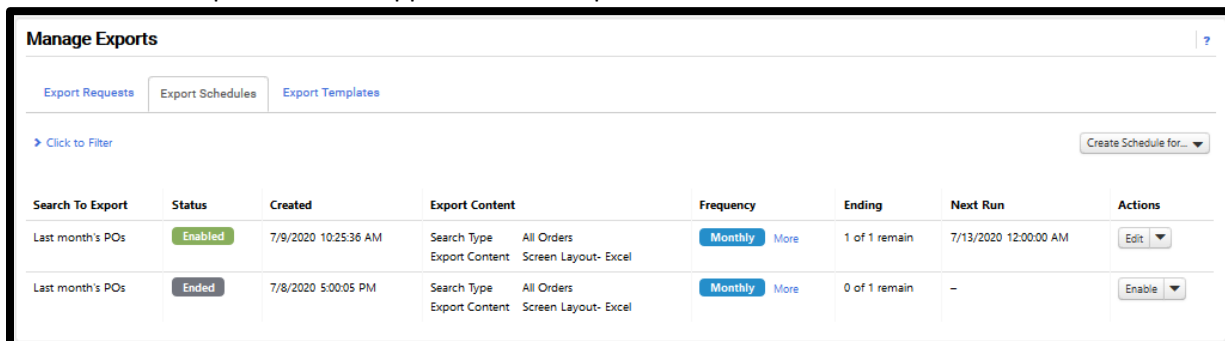 Manage Exports
?
Export Requests Export Schedules Export Templates
Click to Filter
Create Schedule for...
Search To Export Status Created Export Content Frequency Ending Next Run Actions
Last month's POs Enabled 7/9/2020 10:25:36 AM Search Type All Orders Monthly More 1 of 1 remain 7/13/2020 12:00:00 AM Edit
Export Content Screen Layout- Excel
Last month's POs Ended 7/8/2020 5:00:05 PM Search Type All Orders Monthly More 0 of 1 remain – Enable
Export Content Screen Layout- Excel